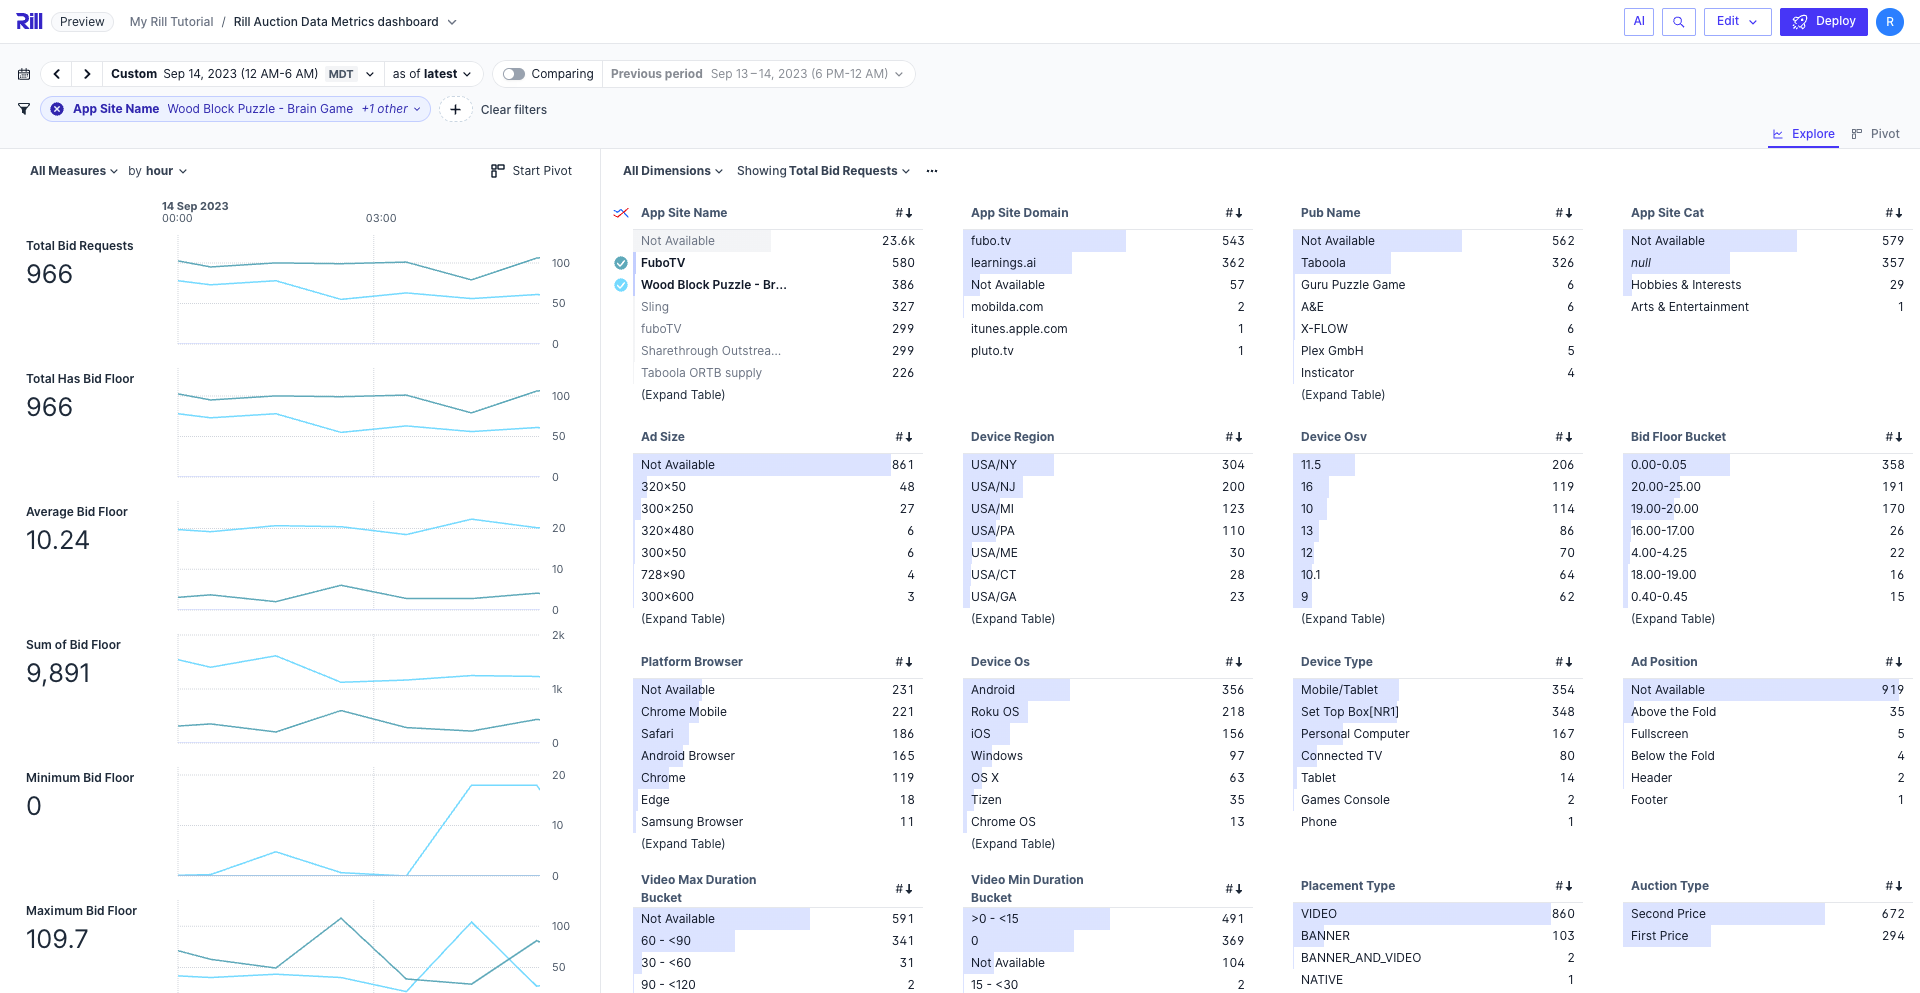 Rill Preview My Rill Tutorial / Rill Auction Data Metrics dashboard AI Edit Deploy R
Custom Sep 14, 2023 (12 AM-6 AM) MDT as of latest Comparing Previous period Sep 13–14, 2023 (6 PM-12 AM)
App Site Name Wood Block Puzzle - Brain Game +1 other + Clear filters
Explore Pivot
All Measures by hour Start Pivot
14 Sep 2023
00:00 03:00
Total Bid Requests
966
100
50
0
Total Has Bid Floor
966
100
50
0
Average Bid Floor
10.24
20
10
0
Sum of Bid Floor
9,891
2k
1k
0
Minimum Bid Floor
0
20
10
0
Maximum Bid Floor
109.7
100
50
All Dimensions Showing Total Bid Requests ...
App Site Name #
Not Available 23.6k
FuboTV 580
Wood Block Puzzle - Br... 386
Sling 327
fuboTV 299
Sharethrough Outstrea... 299
Taboola ORTB supply 226
(Expand Table)
App Site Domain #
fubo.tv 543
learnings.ai 362
Not Available 57
mobilda.com 2
itunes.apple.com 1
pluto.tv 1
Pub Name #
Not Available 562
Taboola 326
Guru Puzzle Game 6
A&E 6
X-FLOW 6
Plex GmbH 5
Insticator 4
(Expand Table)
App Site Cat #
Not Available 579
null 357
Hobbies & Interests 29
Arts & Entertainment 1
Ad Size #
Not Available 861
320x50 48
300x250 27
320x480 6
300x50 6
728x90 4
300x600 3
(Expand Table)
Device Region #
USA/NY 304
USA/NJ 200
USA/MI 123
USA/PA 110
USA/ME 30
USA/CT 28
USA/GA 23
(Expand Table)
Device Osv #
11.5 206
16 119
10 114
13 86
12 70
10.1 64
9 62
(Expand Table)
Bid Floor Bucket #
0.00-0.05 358
20.00-25.00 191
19.00-20.00 170
16.00-17.00 26
4.00-4.25 22
18.00-19.00 16
0.40-0.45 15
(Expand Table)
Platform Browser #
Not Available 231
Chrome Mobile 221
Safari 186
Android Browser 165
Chrome 119
Edge 18
Samsung Browser 11
(Expand Table)
Device Os #
Android 356
Roku OS 218
iOS 156
Windows 97
OS X 63
Tizen 35
Chrome OS 13
(Expand Table)
Device Type #
Mobile/Tablet 354
Set Top Box[NR1] 348
Personal Computer 167
Connected TV 80
Tablet 14
Games Console 2
Phone 1
Ad Position #
Not Available 919
Above the Fold 35
Fullscreen 5
Below the Fold 4
Header 2
Footer 1
Video Max Duration
Bucket #
Not Available 591
60 - <90 341
30 - <60 31
90 - <120 2
Video Min Duration
Bucket #
>0 - <15 491
0 369
Not Available 104
15 - <30 2
Placement Type #
VIDEO 860
BANNER 103
BANNER_AND_VIDEO 2
NATIVE 1
Auction Type #
Second Price 672
First Price 294